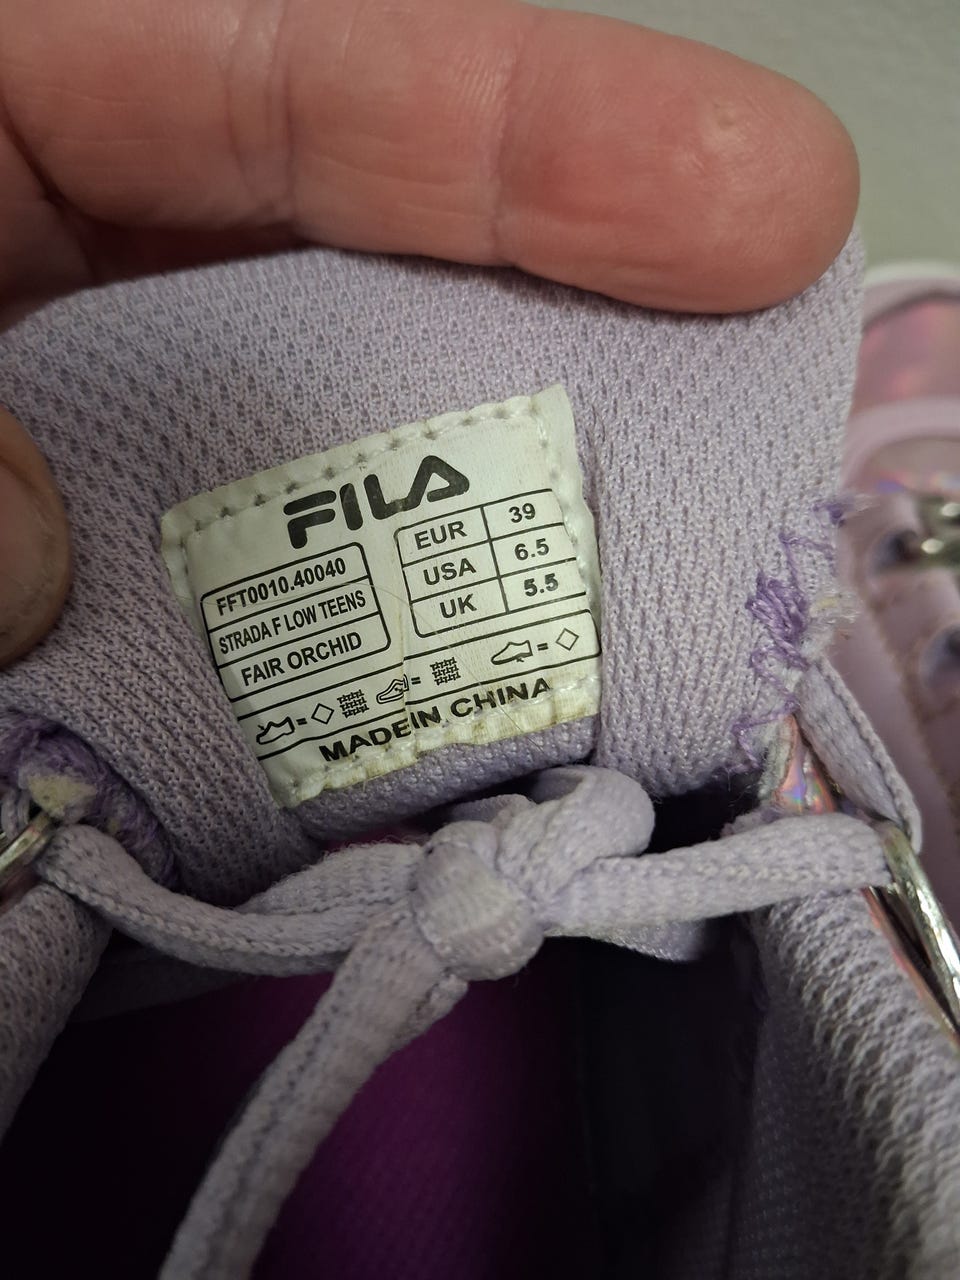 FILA
FFT0010.40040
STRADA F LOW TEENS
FAIR ORCHID
EUR 39
USA 6.5
UK 5.5
= =  =
MADE IN CHINA